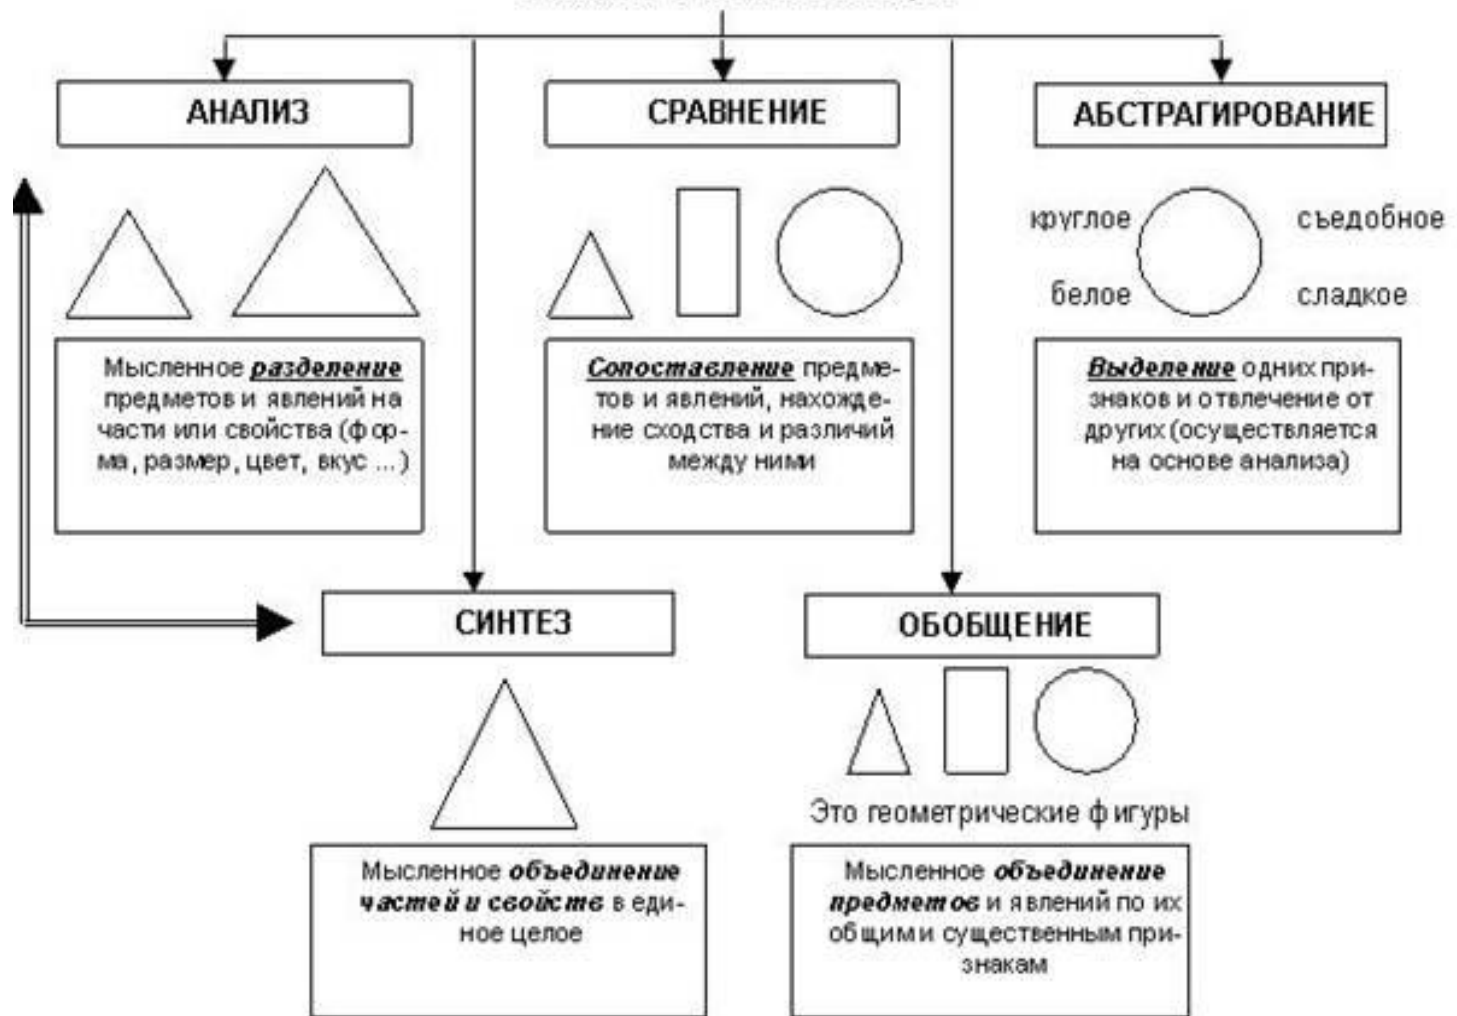 АНАЛИЗ
СРАВНЕНИЕ
АБСТРАГИРОВАНИЕ
круглое
съедобное
белое
сладкое
Мысленное разделение
предметов и явлений на
части или свойства (фор-
ма, размер, цвет, вкус ...)
Сопоставление предме-
тов и явлений, нахожде-
ние сходства и различий
между ними
Выделение одних при-
знаков и отвлечение от
других (осуществляется
на основе анализа)
СИНТЕЗ
ОБОБЩЕНИЕ
Это геометрические фигуры
Мысленное объединение
частей и свойств в еди-
ное целое
Мысленное объединение
предметов и явлений по их
общим и существенным при-
знакам